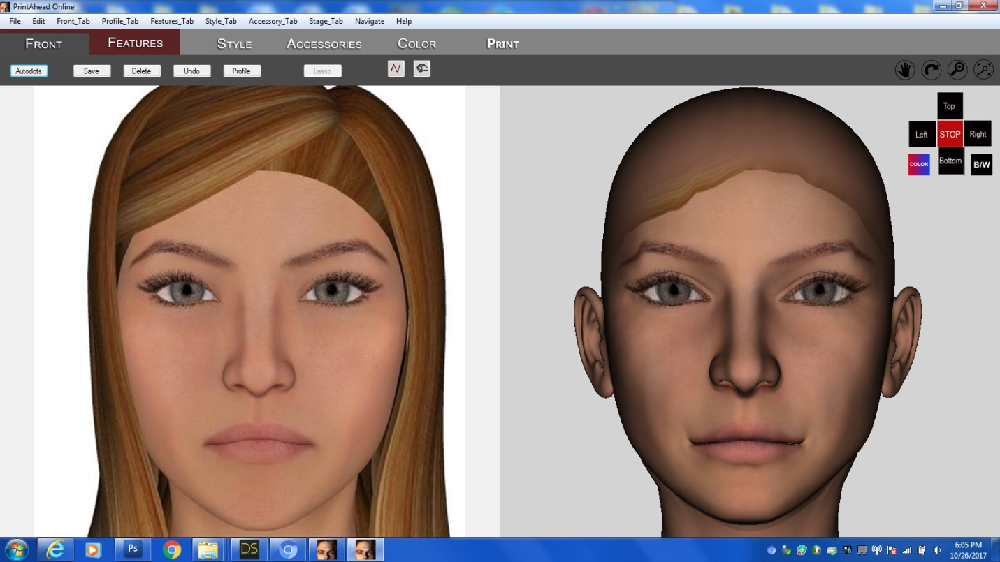 PrintAhead Online
File Edit Front_Tab Profile_Tab Features_Tab Style_Tab Accessory_Tab Stage_Tab Navigate Help
FRONT FEATURES STYLE ACCESSORIES COLOR PRINT
Autodots Save Delete Undo Profile Lasso
Top
Left STOP Right
COLOR Bottom B/W
Ps DS
6:05 PM
10/26/2017